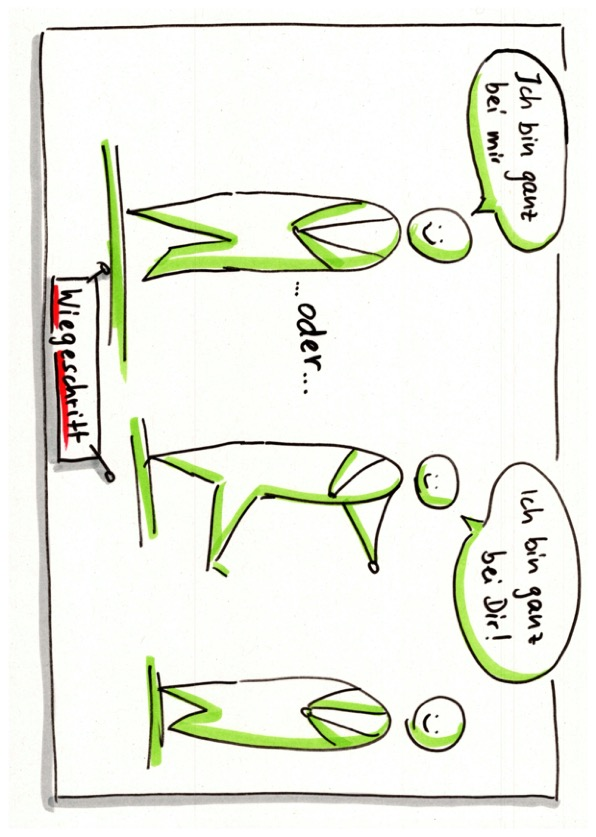 Ich bin ganz
bei mir
...oder...
Ich bin ganz
bei Dir!
Wiegeschritt